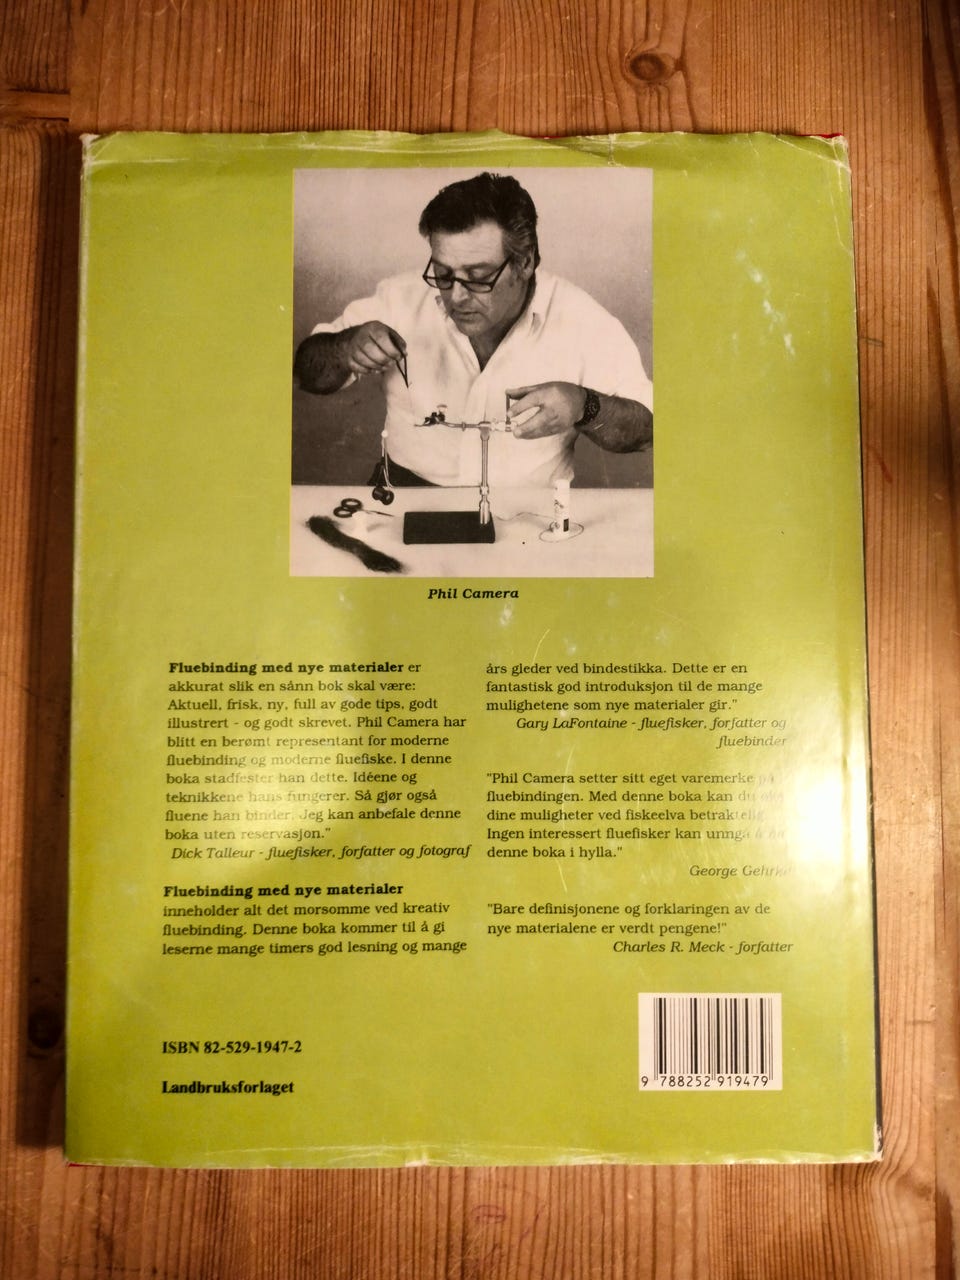 Phil Camera
Fluebinding med nye materialer er
akkurat slik en sånn bok skal være:
Aktuell, frisk, ny, full av gode tips, godt
illustrert - og godt skrevet. Phil Camera har
blitt en berømt representant for moderne
fluebinding og moderne fluefiske. I denne
boka stadfester han dette. Idéene og
teknikkene hans fungerer. Så gjør også
fluene han binder. Jeg kan anbefale denne
boka uten reservasjon."
Dick Talleur - fluefisker, forfatter og fotograf
Fluebinding med nye materialer
inneholder alt det morsomme ved kreativ
fluebinding. Denne boka kommer til å gi
leserne mange timers god lesning og mange
års gleder ved bindestikka. Dette er en
fantastisk god introduksjon til de mange
mulighetene som nye materialer gir."
Gary LaFontaine - fluefisker, forfatter og
fluebinder
"Phil Camera setter sitt eget varemerke på
fluebindingen. Med denne boka kan du øke
dine muligheter ved fiskeelva betraktelig.
Ingen interessert fluefisker kan unngå å ha
denne boka i hylla."
George Gehrke
"Bare definisjonene og forklaringen av de
nye materialene er verdt pengene!"
Charles R. Meck - forfatter
ISBN 82-529-1947-2
Landbruksforlaget
9 788252 919479